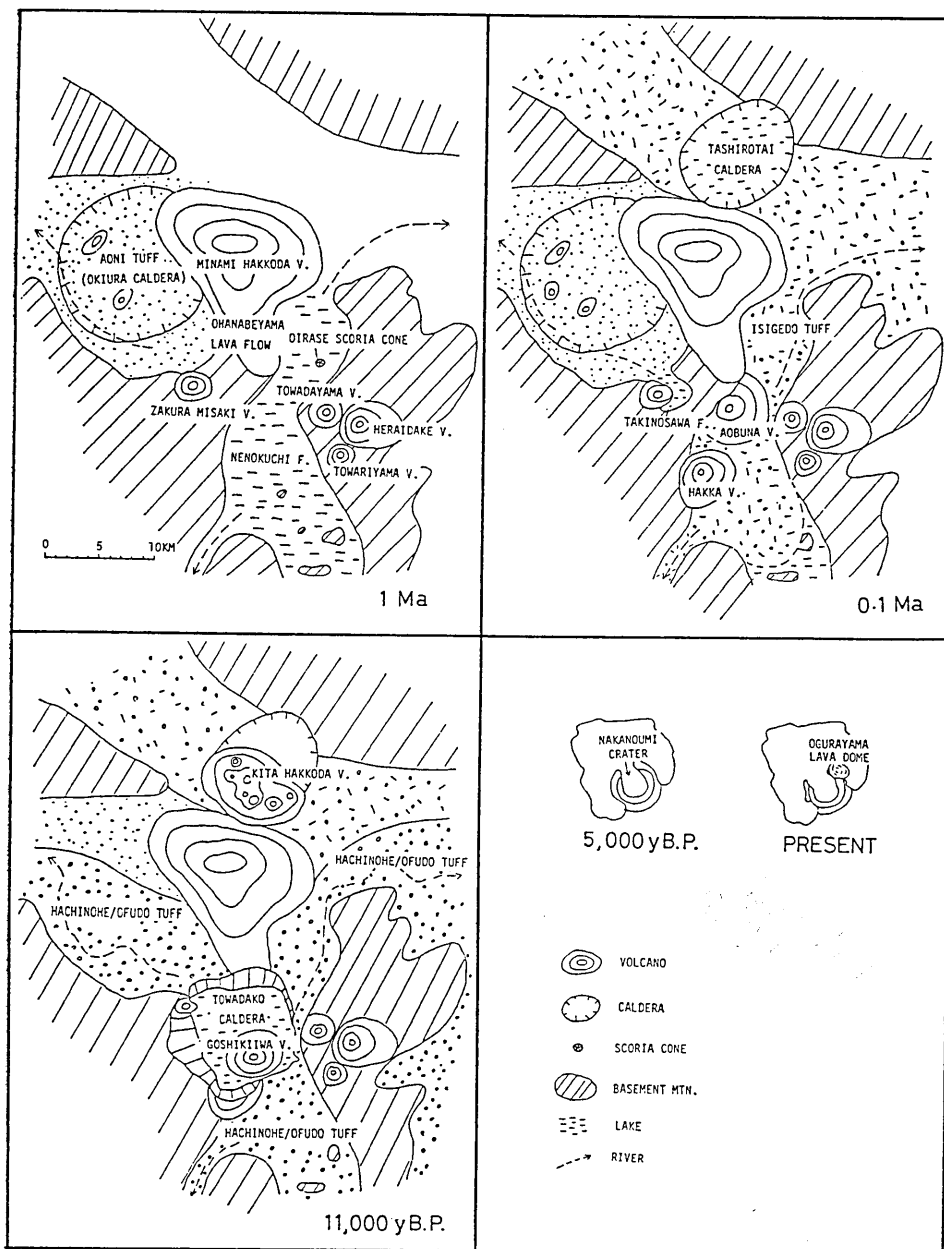 AONI TUFF
(OKIURA CALDERA)
MINAMI HAKKODA V.
OHANABEYAMA
LAVA FLOW
OIRASE SCORIA CONE
TOWADAYAMA V.
ZAKURA MISAKI V.
HERAIDAKE V.
NENOKUCHI F.
TOWARIYAMA V.
0 5 10KM
1 Ma
TASHIROTAI
CALDERA
ISIGEDO TUFF
TAKINOSAWA F.
AOBUNA V.
HAKKA V.
0·1 Ma
KITA HAKKODA V.
HACHINOHE/OFUDO TUFF
HACHINOHE/OFUDO TUFF
TOWADAKO
CALDERA
GOSHIKIIWA V.
HACHINOHE/OFUDO TUFF
11,000 y B.P.
NAKANOUMI
CRATER
5,000 y B.P.
OGURAYAMA
LAVA DOME
PRESENT
VOLCANO
CALDERA
SCORIA CONE
BASEMENT MTN.
LAKE
RIVER